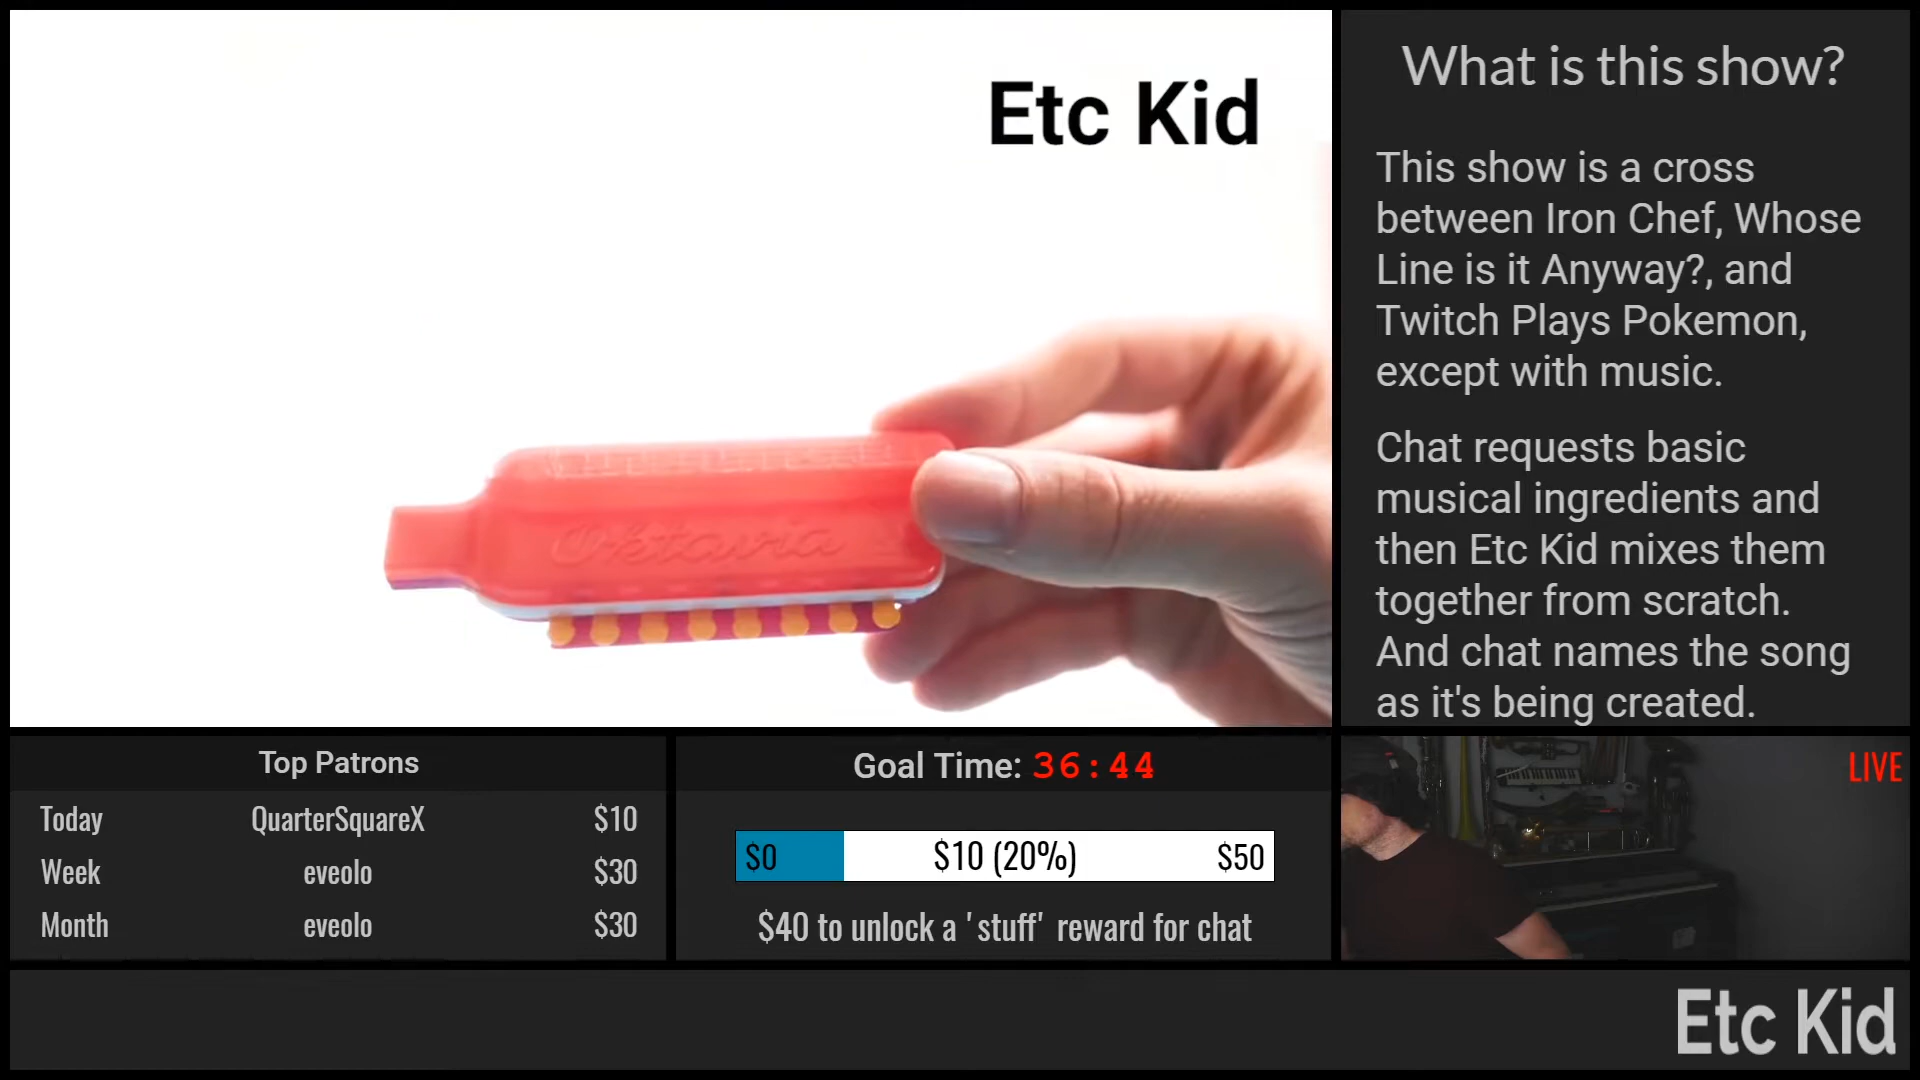 Etc Kid
Oktavia
What is this show?
This show is a cross
between Iron Chef, Whose
Line is it Anyway?, and
Twitch Plays Pokemon,
except with music.
Chat requests basic
musical ingredients and
then Etc Kid mixes them
together from scratch.
And chat names the song
as it's being created.
Top Patrons
Today QuarterSquareX $10
Week eveolo $30
Month eveolo $30
Goal Time: 36:44
$0 $10 (20%) $50
$40 to unlock a 'stuff' reward for chat
LIVE
Etc Kid